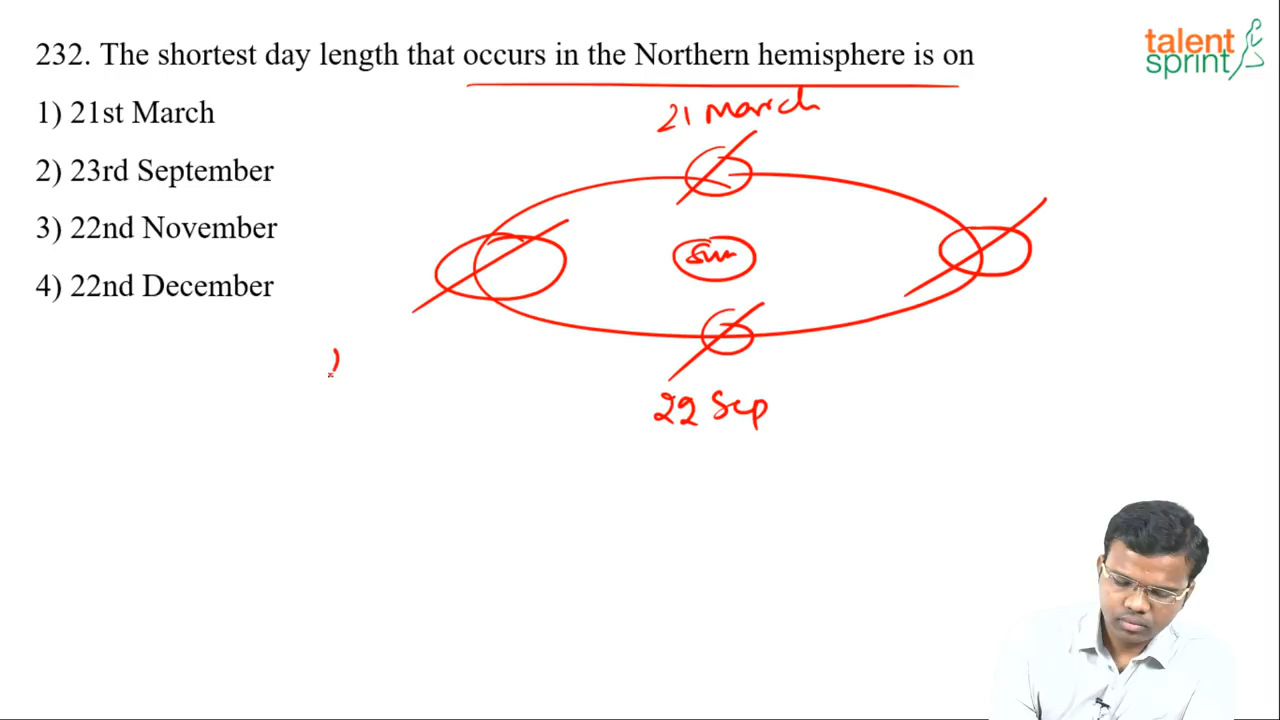 232. The shortest day length that occurs in the Northern hemisphere is on
talent
sprint
1) 21st March
2) 23rd September
3) 22nd November
4) 22nd December
21 March
Sun
22 Sep